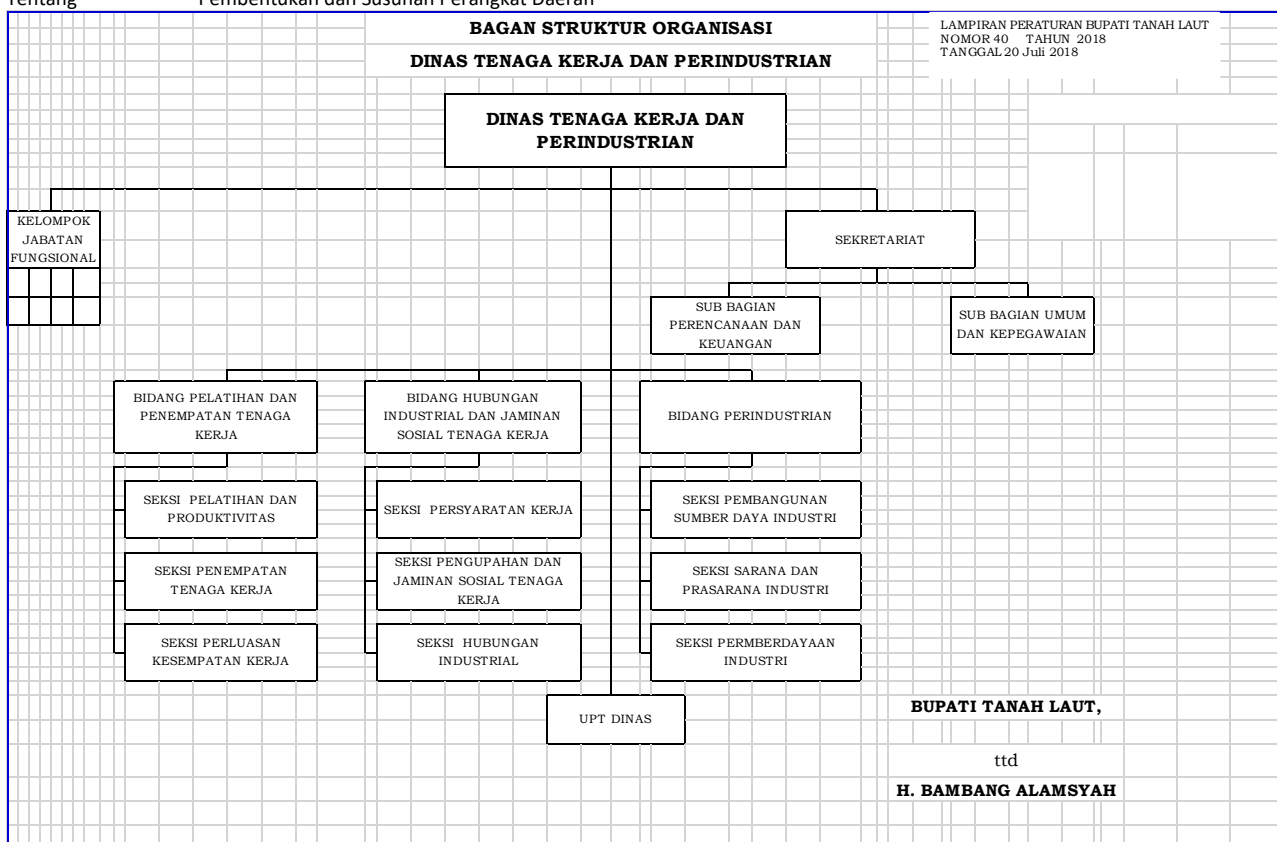 Tentang Pembentukan dan Susunan Perangkat Daerah
BAGAN STRUKTUR ORGANISASI
DINAS TENAGA KERJA DAN PERINDUSTRIAN
LAMPIRAN PERATURAN BUPATI TANAH LAUT
NOMOR 40 TAHUN 2018
TANGGAL 20 Juli 2018
DINAS TENAGA KERJA DAN
PERINDUSTRIAN
KELOMPOK
JABATAN
FUNGSIONAL
SEKRETARIAT
SUB BAGIAN
PERENCANAAN DAN
KEUANGAN
SUB BAGIAN UMUM
DAN KEPEGAWAIAN
BIDANG PELATIHAN DAN
PENEMPATAN TENAGA
KERJA
BIDANG HUBUNGAN
INDUSTRIAL DAN JAMINAN
SOSIAL TENAGA KERJA
BIDANG PERINDUSTRIAN
SEKSI PELATIHAN DAN
PRODUKTIVITAS
SEKSI PERSYARATAN KERJA
SEKSI PEMBANGUNAN
SUMBER DAYA INDUSTRI
SEKSI PENEMPATAN
TENAGA KERJA
SEKSI PENGUPAHAN DAN
JAMINAN SOSIAL TENAGA
KERJA
SEKSI SARANA DAN
PRASARANA INDUSTRI
SEKSI PERLUASAN
KESEMPATAN KERJA
SEKSI HUBUNGAN
INDUSTRIAL
SEKSI PERMBERDAYAAN
INDUSTRI
UPT DINAS
BUPATI TANAH LAUT,
ttd
H. BAMBANG ALAMSYAH